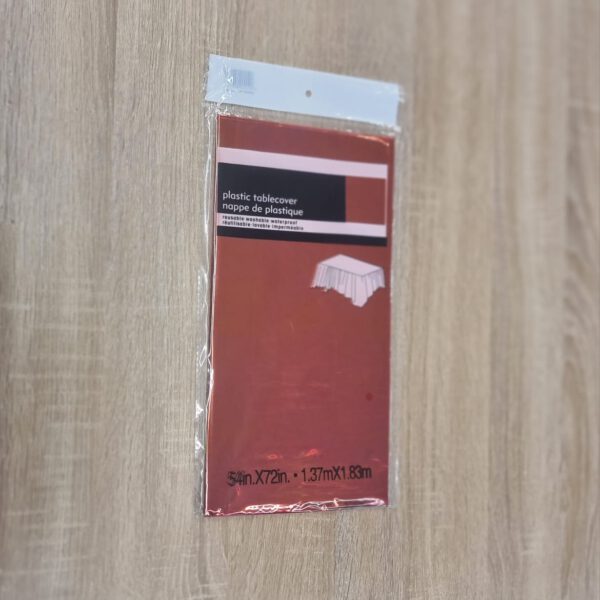 plastic tablecover
nappe de plastique
reusable washable waterproof
réutilisable lavable imperméable
54in.X72in. • 1.37mX1.83m